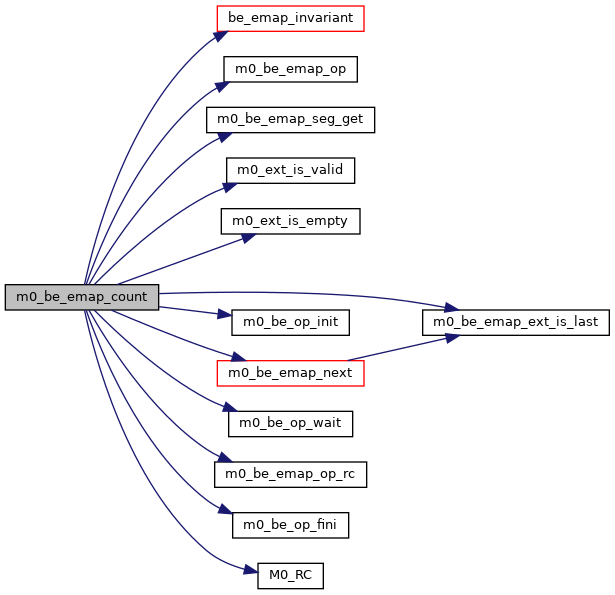 be_emap_invariant
m0_be_emap_op
m0_be_emap_seg_get
m0_ext_is_valid
m0_ext_is_empty
m0_be_emap_count
m0_be_op_init
m0_be_emap_ext_is_last
m0_be_emap_next
m0_be_op_wait
m0_be_emap_op_rc
m0_be_op_fini
M0_RC